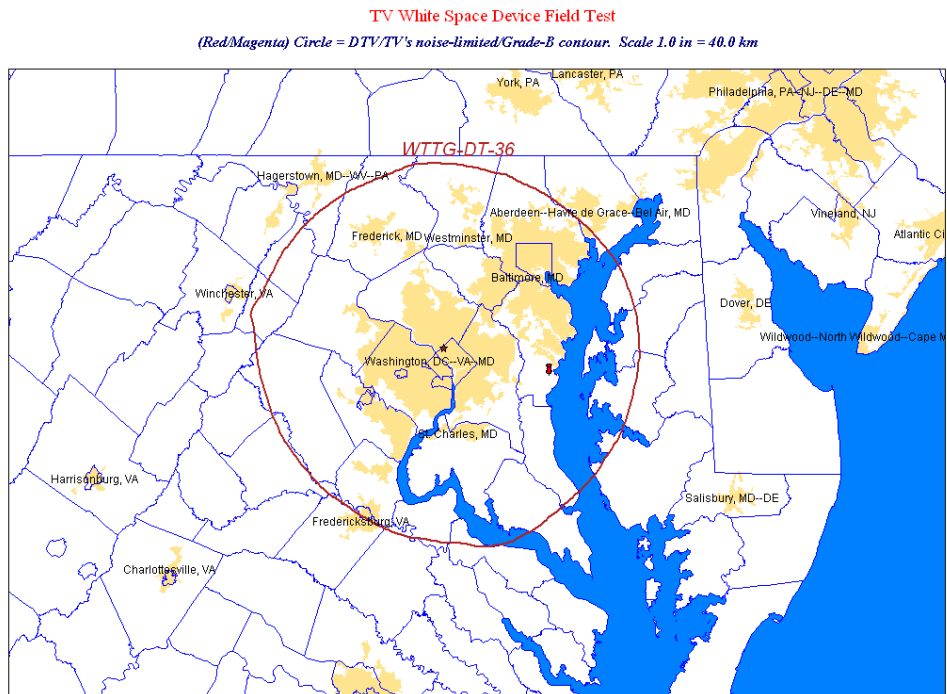 TV White Space Device Field Test
(Red/Magenta) Circle = DTV/TV's noise-limited/Grade-B contour. Scale 1.0 in = 40.0 km
Lancaster, PA
York, PA
Philadelphia, PA--NJ--DE--MD
WTTG-DT-36
Hagerstown, MD--WV--PA
Aberdeen--Havre de Grace--Bel Air, MD
Vineland, NJ
Frederick, MD
Westminster, MD
Atlantic Ci
Baltimore, MD
Winchester, VA
Dover, DE
Wildwood--North Wildwood--Cape M
Washington, DC--VA--MD
St. Charles, MD
Harrisonburg, VA
Salisbury, MD--DE
Fredericksburg, VA
Charlottesville, VA